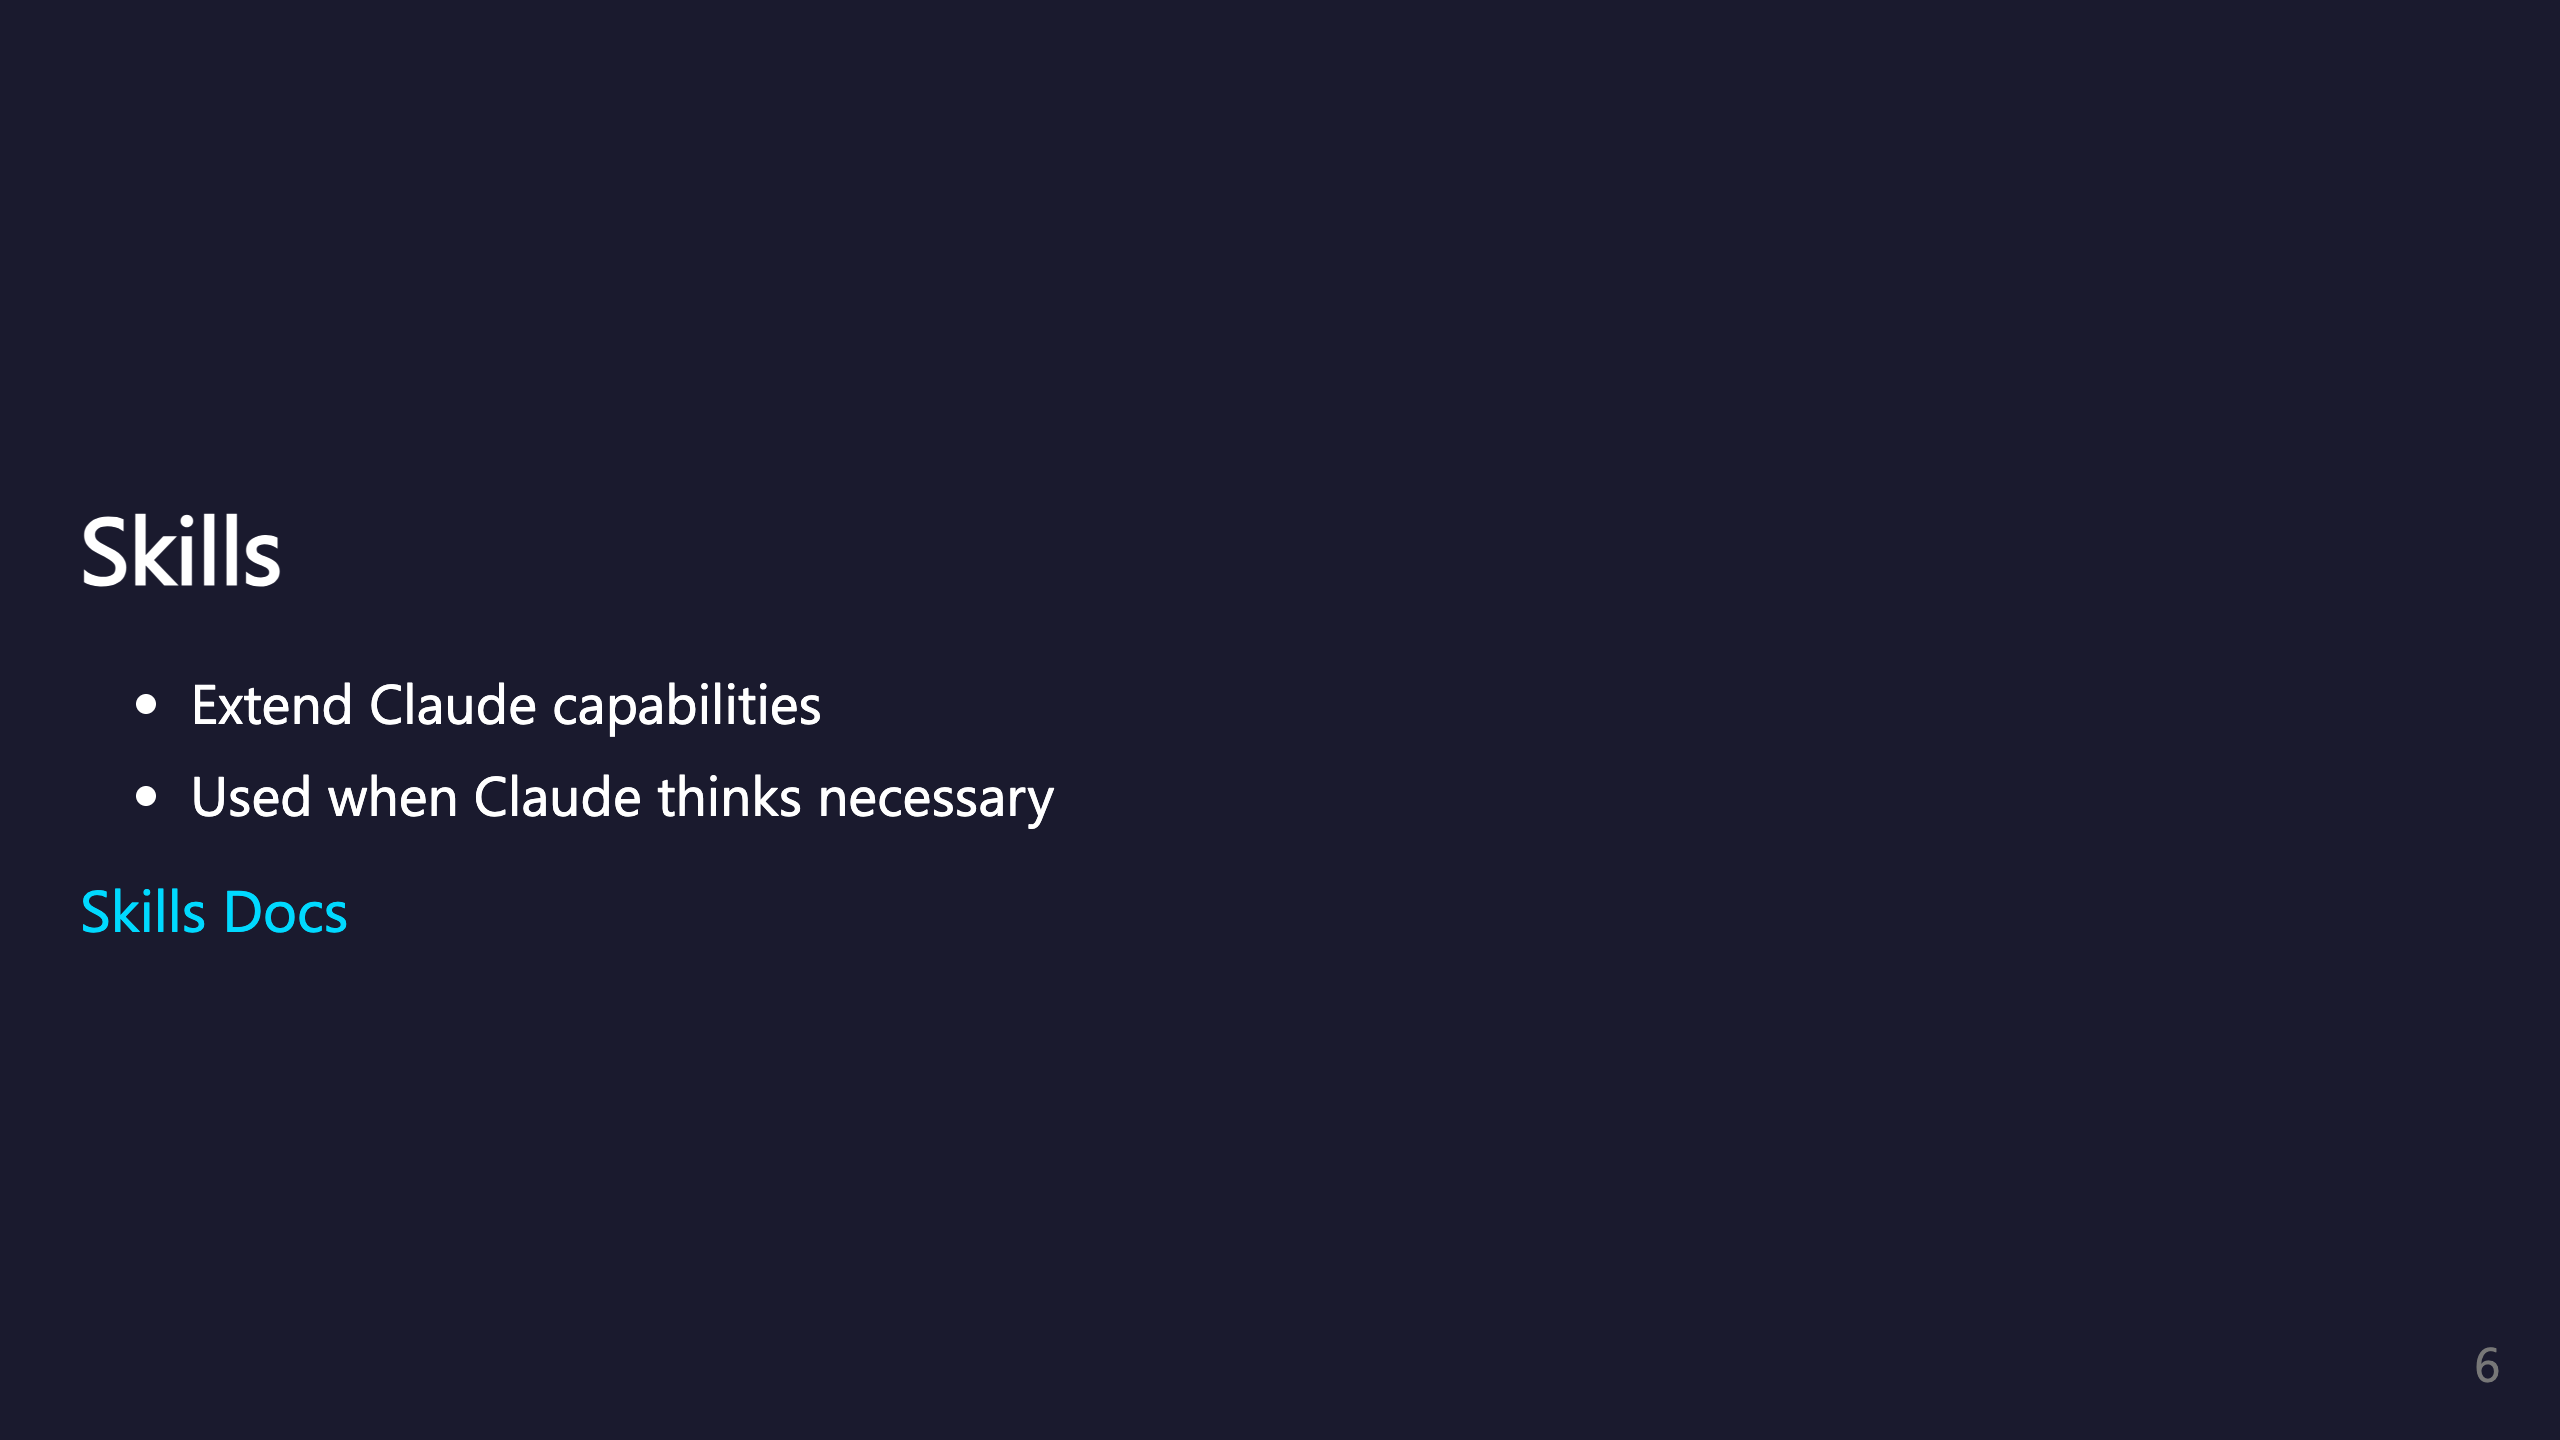 Skills
• Extend Claude capabilities
• Used when Claude thinks necessary
Skills Docs
6